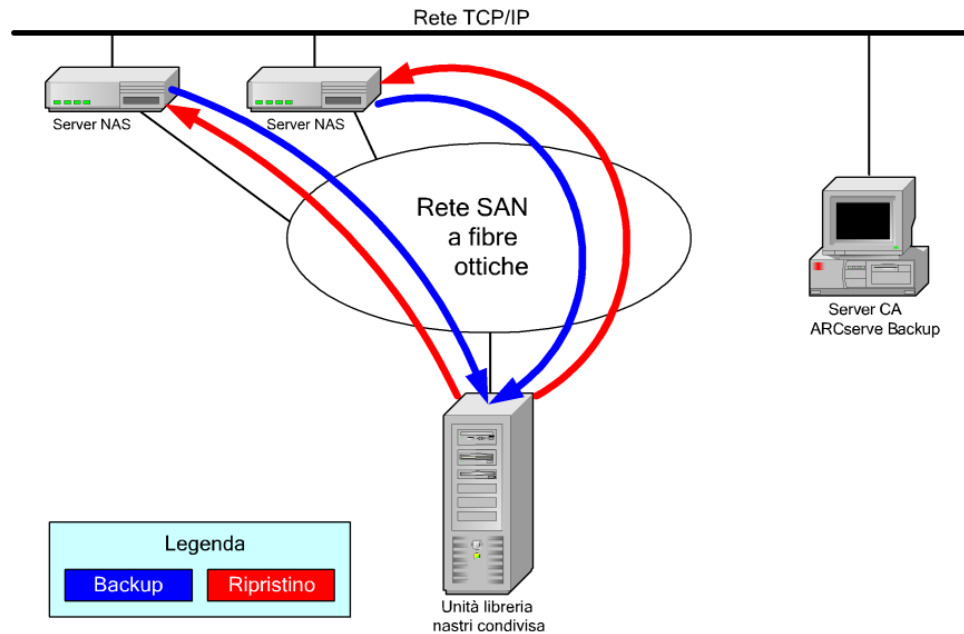 Rete TCP/IP
Server NAS
Server NAS
Rete SAN
a fibre
ottiche
Server CA
ARCserve Backup
Legenda
Backup
Ripristino
Unità libreria
nastri condivisa